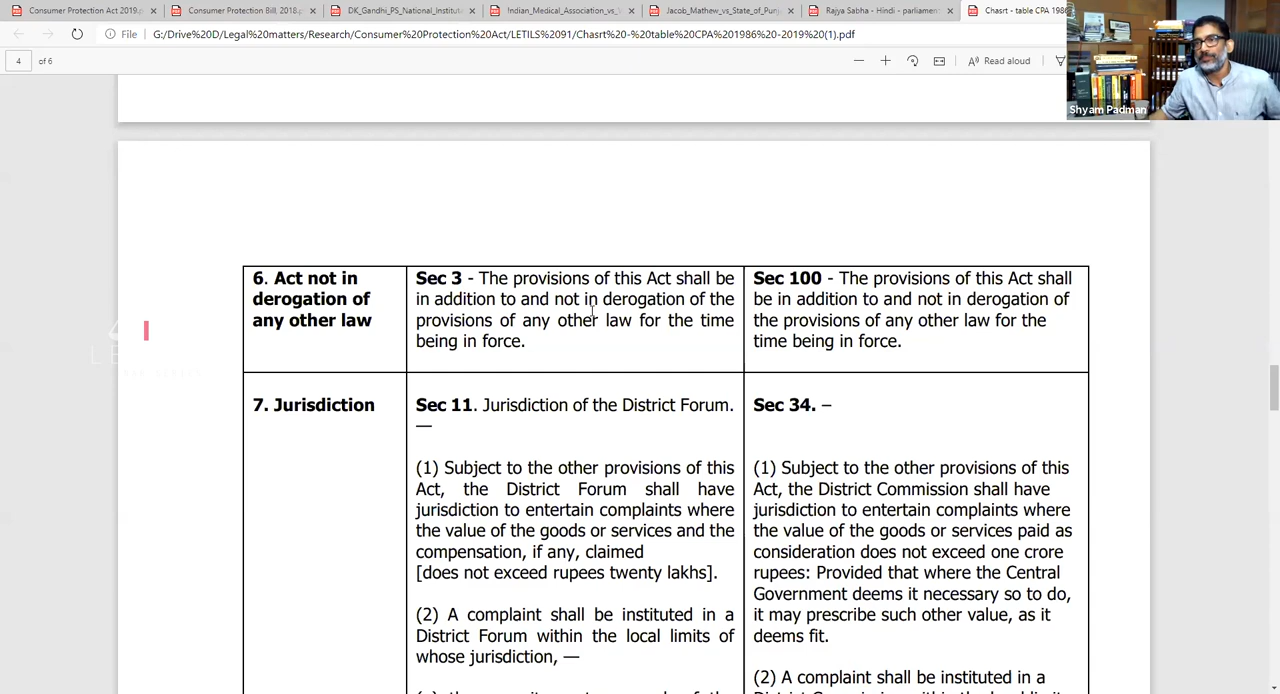 Consumer Protection Act 2019.p
Consumer Protection Bill, 2018.pdf
DK_Gandhi_PS_National_Institut
Indian_Medical_Association_vs_
Jacob_Mathew_vs_State_of_Punj
Rajya Sabha - Hindi - parliamen
Chasrt - table CPA 1986
File
G:/Drive%20D/Legal%20matters/Research/Consumer%20Protection%20Act/LETILS%2091/Chasrt%20-%20table%20CPA%201986%20-2019%20(1).pdf
4 of 6
Read aloud
Shyam Padman
6. Act not in
derogation of
any other law
Sec 3 - The provisions of this Act shall be
in addition to and not in derogation of the
provisions of any other law for the time
being in force.
Sec 100 - The provisions of this Act shall
be in addition to and not in derogation of
the provisions of any other law for the
time being in force.
7. Jurisdiction
Sec 11. Jurisdiction of the District Forum.
—
(1) Subject to the other provisions of this
Act, the District Forum shall have
jurisdiction to entertain complaints where
the value of the goods or services and the
compensation, if any, claimed
[does not exceed rupees twenty lakhs].
(2) A complaint shall be instituted in a
District Forum within the local limits of
whose jurisdiction, —
Sec 34. –
(1) Subject to the other provisions of this
Act, the District Commission shall have
jurisdiction to entertain complaints where
the value of the goods or services paid as
consideration does not exceed one crore
rupees: Provided that where the Central
Government deems it necessary so to do,
it may prescribe such other value, as it
deems fit.
(2) A complaint shall be instituted in a